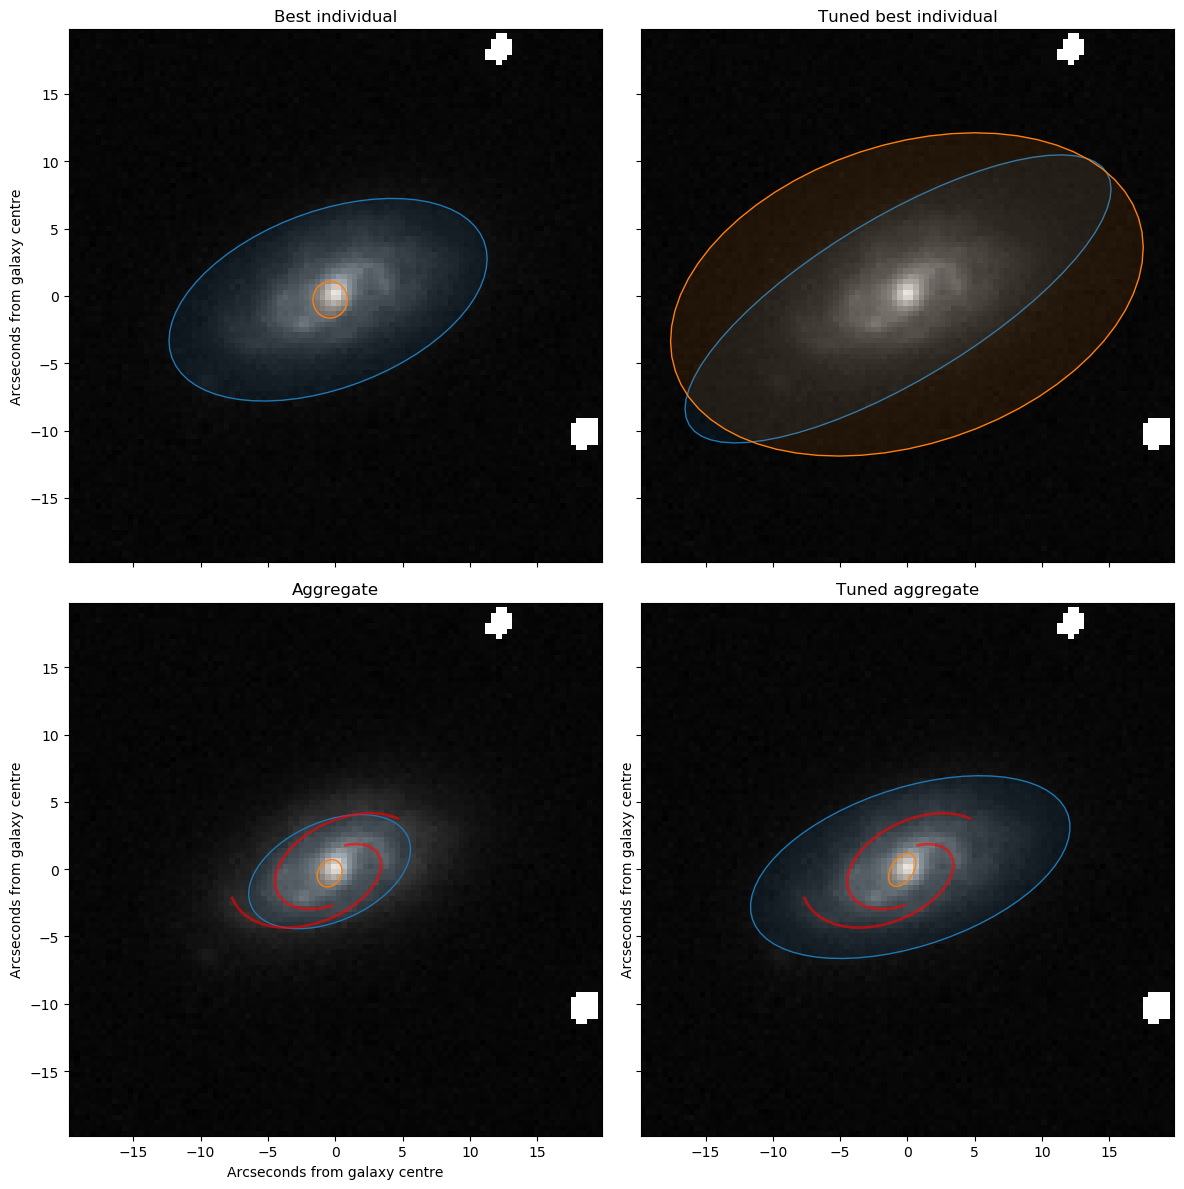 Best individual
Tuned best individual
15
10
5
0
−5
−10
−15
Arcseconds from galaxy centre
Aggregate
Tuned aggregate
15
10
5
0
−5
−10
−15
Arcseconds from galaxy centre
Arcseconds from galaxy centre
−15 −10 −5 0 5 10 15
−15 −10 −5 0 5 10 15
Arcseconds from galaxy centre